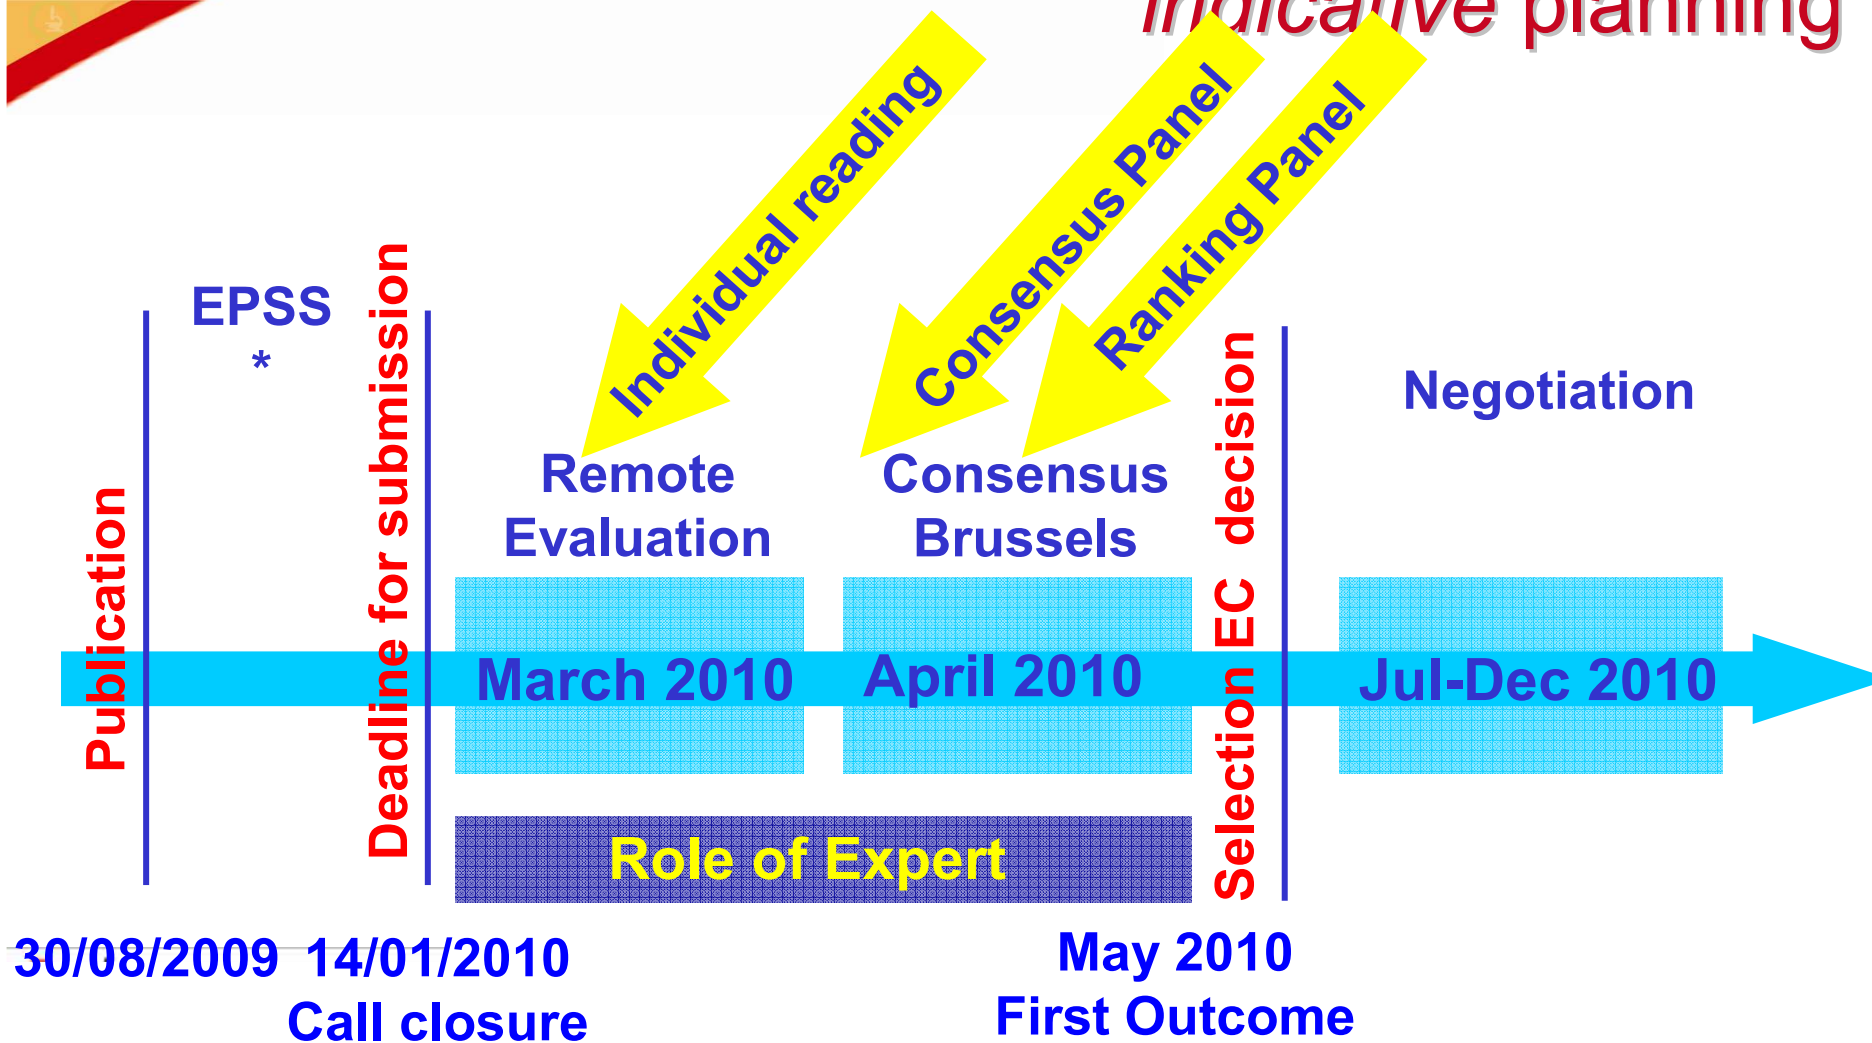 indicative planning
Individual reading
Consensus Panel
Ranking Panel
EPSS
*
Publication
Deadline for submission
Remote
Evaluation
Consensus
Brussels
Selection EC decision
Negotiation
March 2010
April 2010
Jul-Dec 2010
Role of Expert
30/08/2009
14/01/2010
Call closure
May 2010
First Outcome